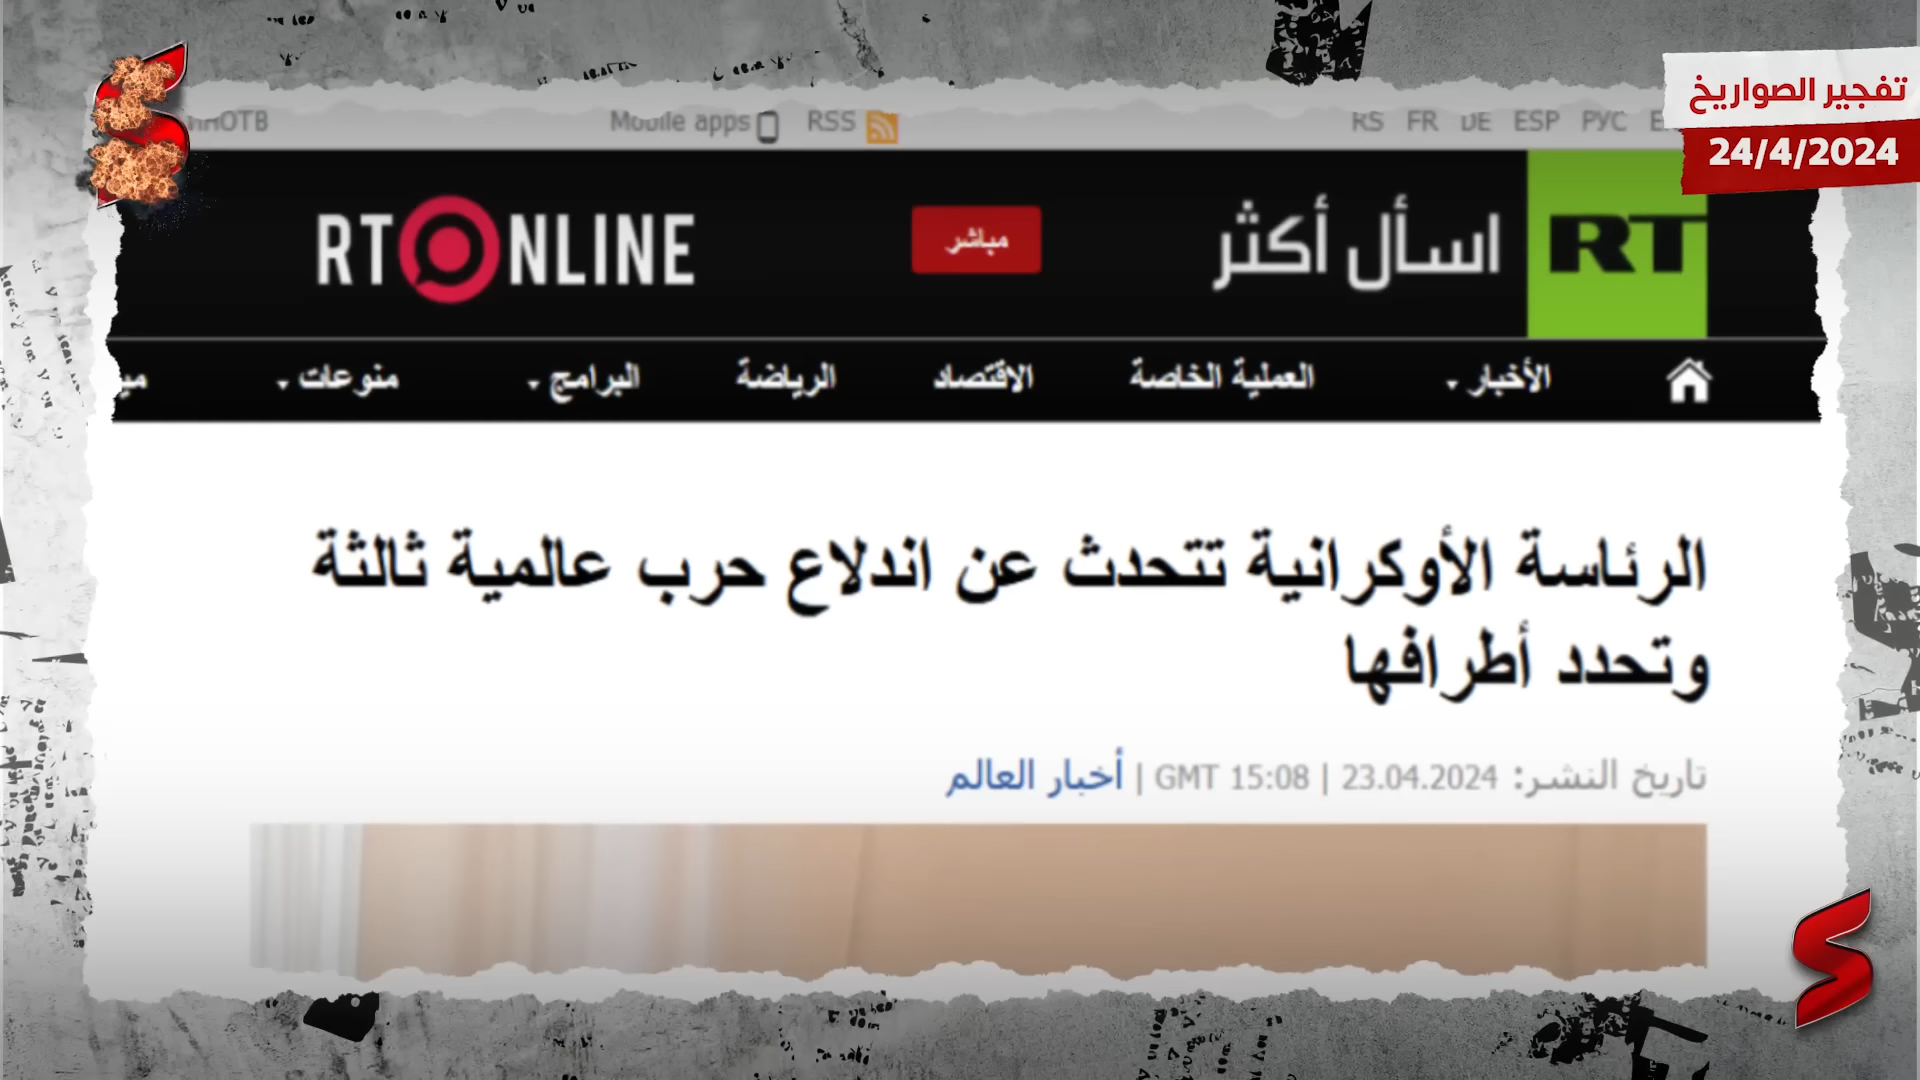 تفجير الصواريخ
24/4/2024
Mobile apps RSS RS FR DE ESP РУС
RT اسأل أكثر مباشر RTONLINE
الأخبار العملية الخاصة الاقتصاد الرياضة البرامج منوعات
الرئاسة الأوكرانية تتحدث عن اندلاع حرب عالمية ثالثة
وتحدد أطرافها
تاريخ النشر: 23.04.2024 | 15:08 GMT | أخبار العالم